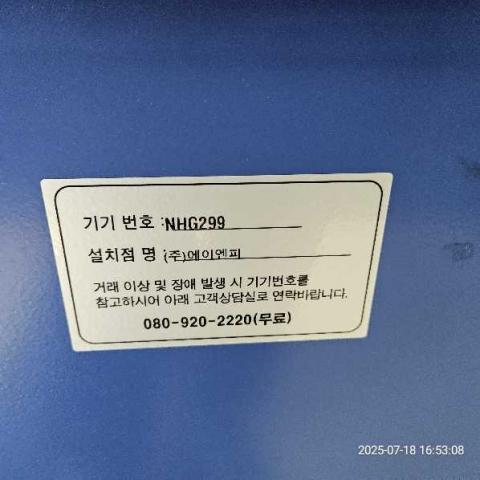 기기 번호 :NHG299
설치점 명 :(주)에이엔피
거래 이상 및 장애 발생 시 기기번호를
참고하시어 아래 고객상담실로 연락바랍니다.
080-920-2220(무료)
2025-07-18 16:53:08